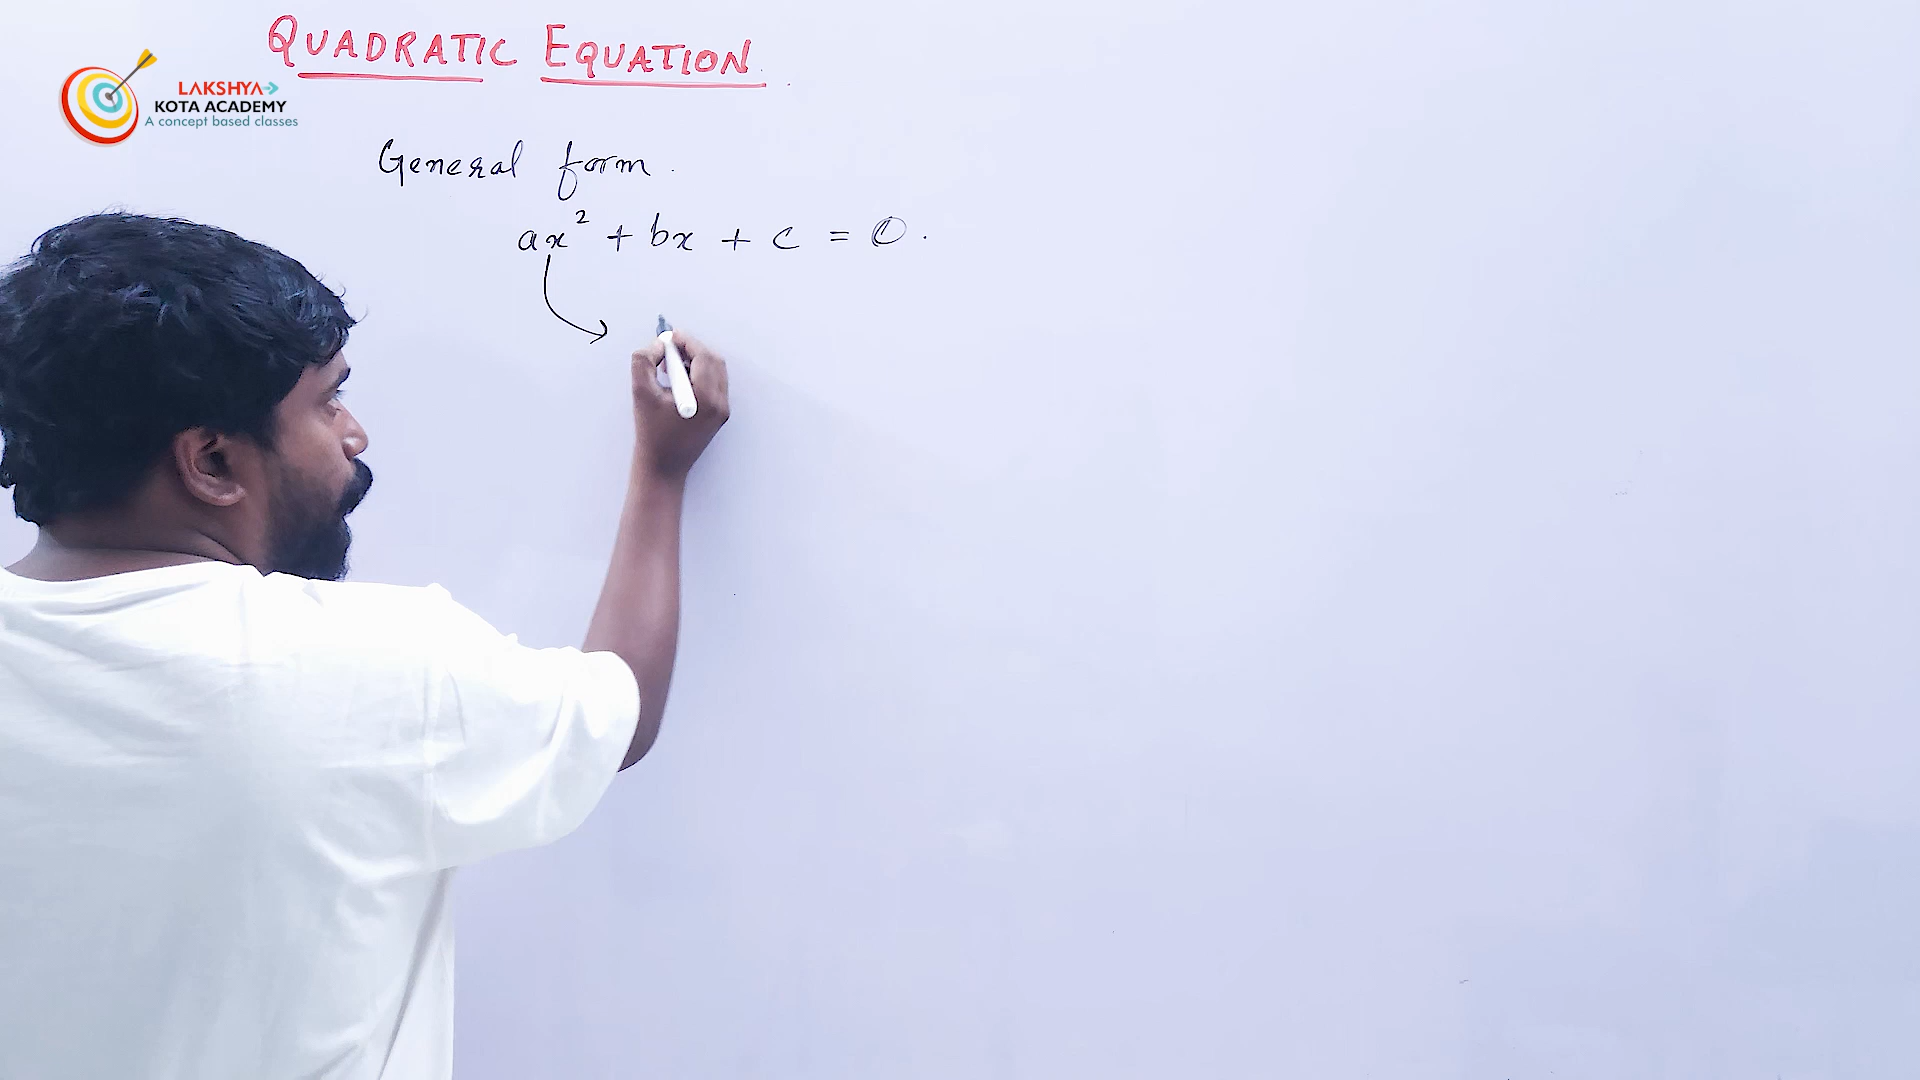 QUADRATIC EQUATION.
LAKSHYA
KOTA ACADEMY
A concept based classes
General form.
ax² + bx + c = 0.